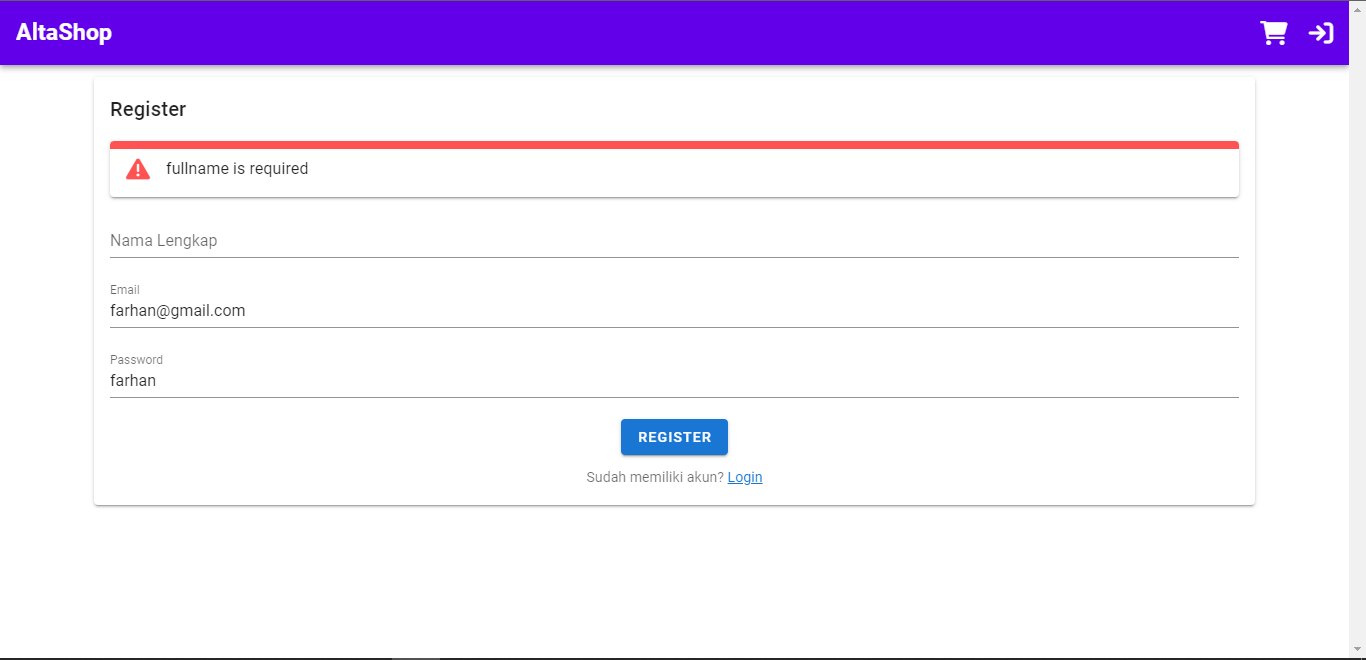 AltaShop
Register
fullname is required
Nama Lengkap
Email
farhan@gmail.com
Password
farhan
REGISTER
Sudah memiliki akun? Login